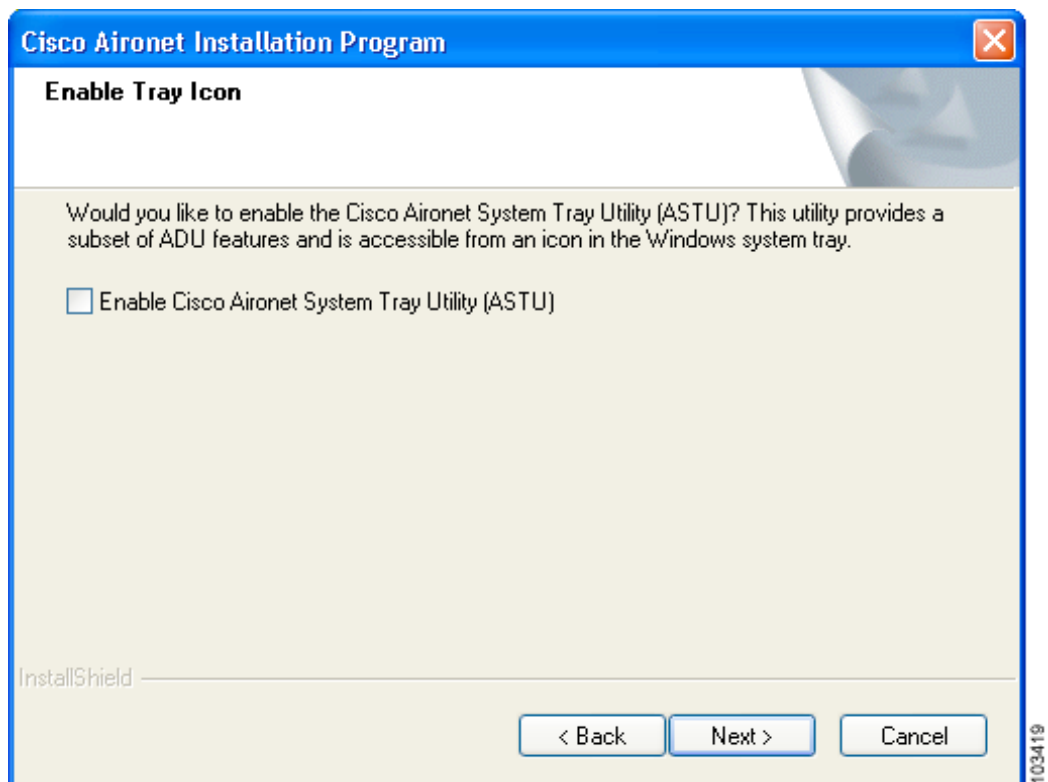 Cisco Aironet Installation Program
Enable Tray Icon
Would you like to enable the Cisco Aironet System Tray Utility (ASTU)? This utility provides a
subset of ADU features and is accessible from an icon in the Windows system tray.
Enable Cisco Aironet System Tray Utility (ASTU)
InstallShield
< Back
Next >
Cancel
103419